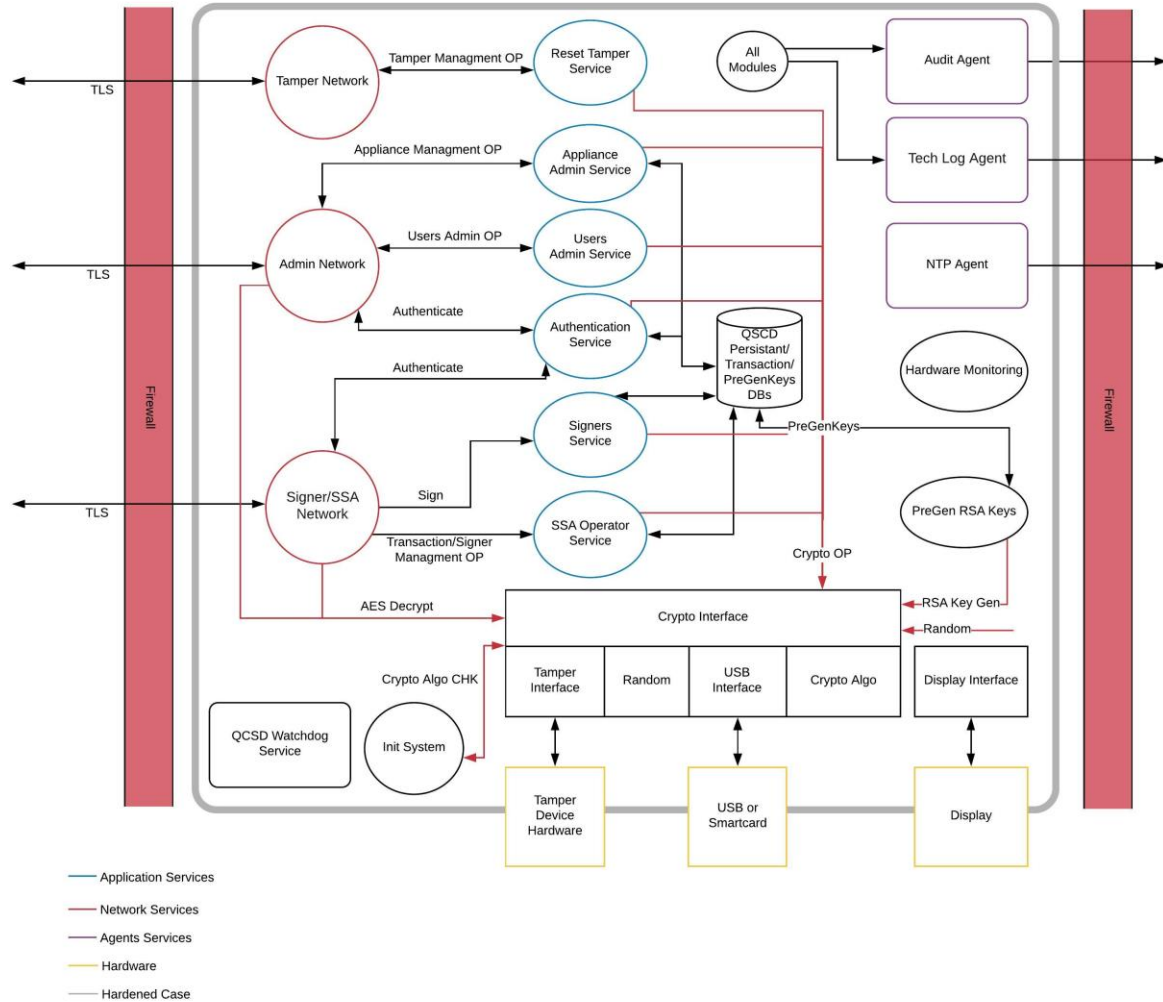 Tamper Managment OP
Reset Tamper
Service
All
Modules
Audit Agent
Tamper Network
TLS
Appliance Managment OP
Appliance
Admin Service
Tech Log Agent
Users Admin OP
Users
Admin Service
Admin Network
TLS
NTP Agent
Authenticate
Authentication
Service
QSCD
Persistant/
Transaction/
PreGenKeys
DBs
Hardware Monitoring
Authenticate
Firewall
Firewall
Signers
Service
PreGenKeys
Signer/SSA
Network
Sign
TLS
PreGen RSA Keys
SSA Operator
Service
Transaction/Signer
Managment OP
Crypto OP
AES Decrypt
Crypto Interface
RSA Key Gen
Random
Crypto Algo CHK
Tamper
Interface
Random
USB
Interface
Crypto Algo
Display Interface
QCSD Watchdog
Service
Init System
Tamper
Device
Hardware
USB or
Smartcard
Display
Application Services
Network Services
Agents Services
Hardware
Hardened Case